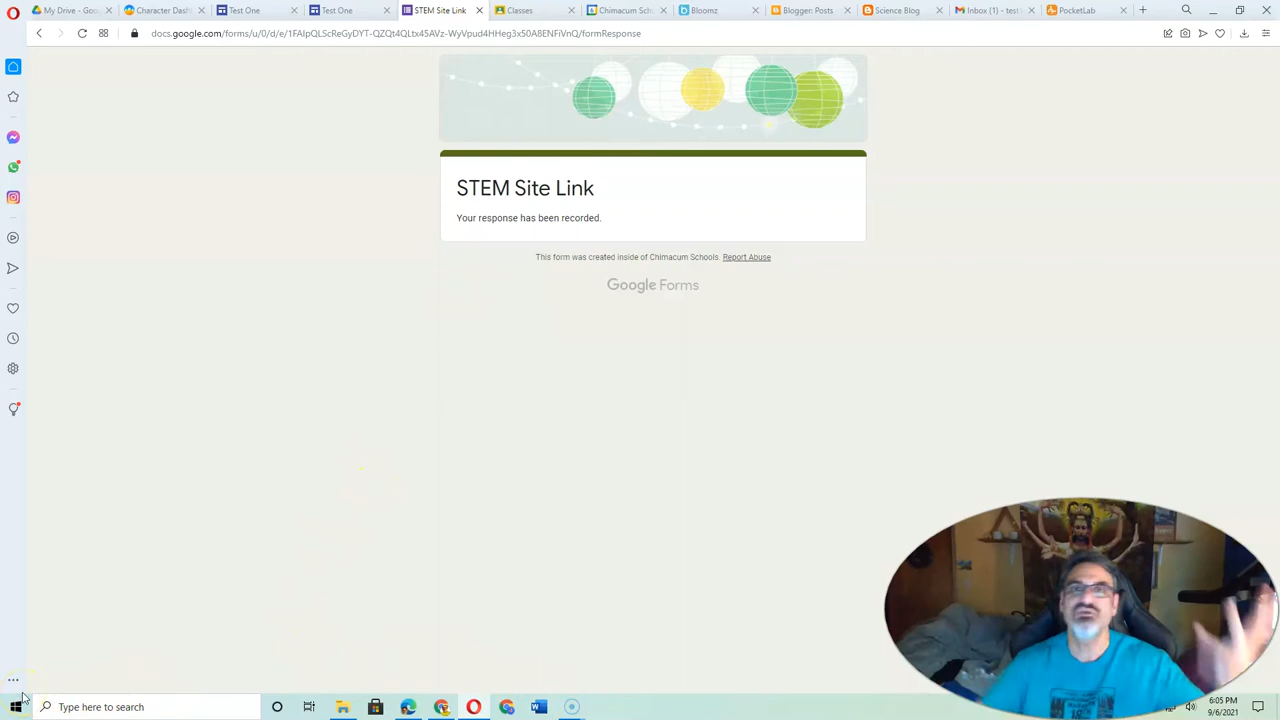 My Drive - Goo
Character Dash
Test One
Test One
STEM Site Link
Classes
Chimacum Scho
Bloomz
Blogger: Posts
Science Blog
Inbox (1) - test
PocketLab
docs.google.com/forms/u/0/d/e/1FAIpQLScReGyDYT-QZQt4QLtx45AVz-WyVpud4HHeg3x50A8ENFiVnQ/formResponse
STEM Site Link
Your response has been recorded.
This form was created inside of Chimacum Schools. Report Abuse
Google Forms
Type here to search
6:05 PM
9/6/2021